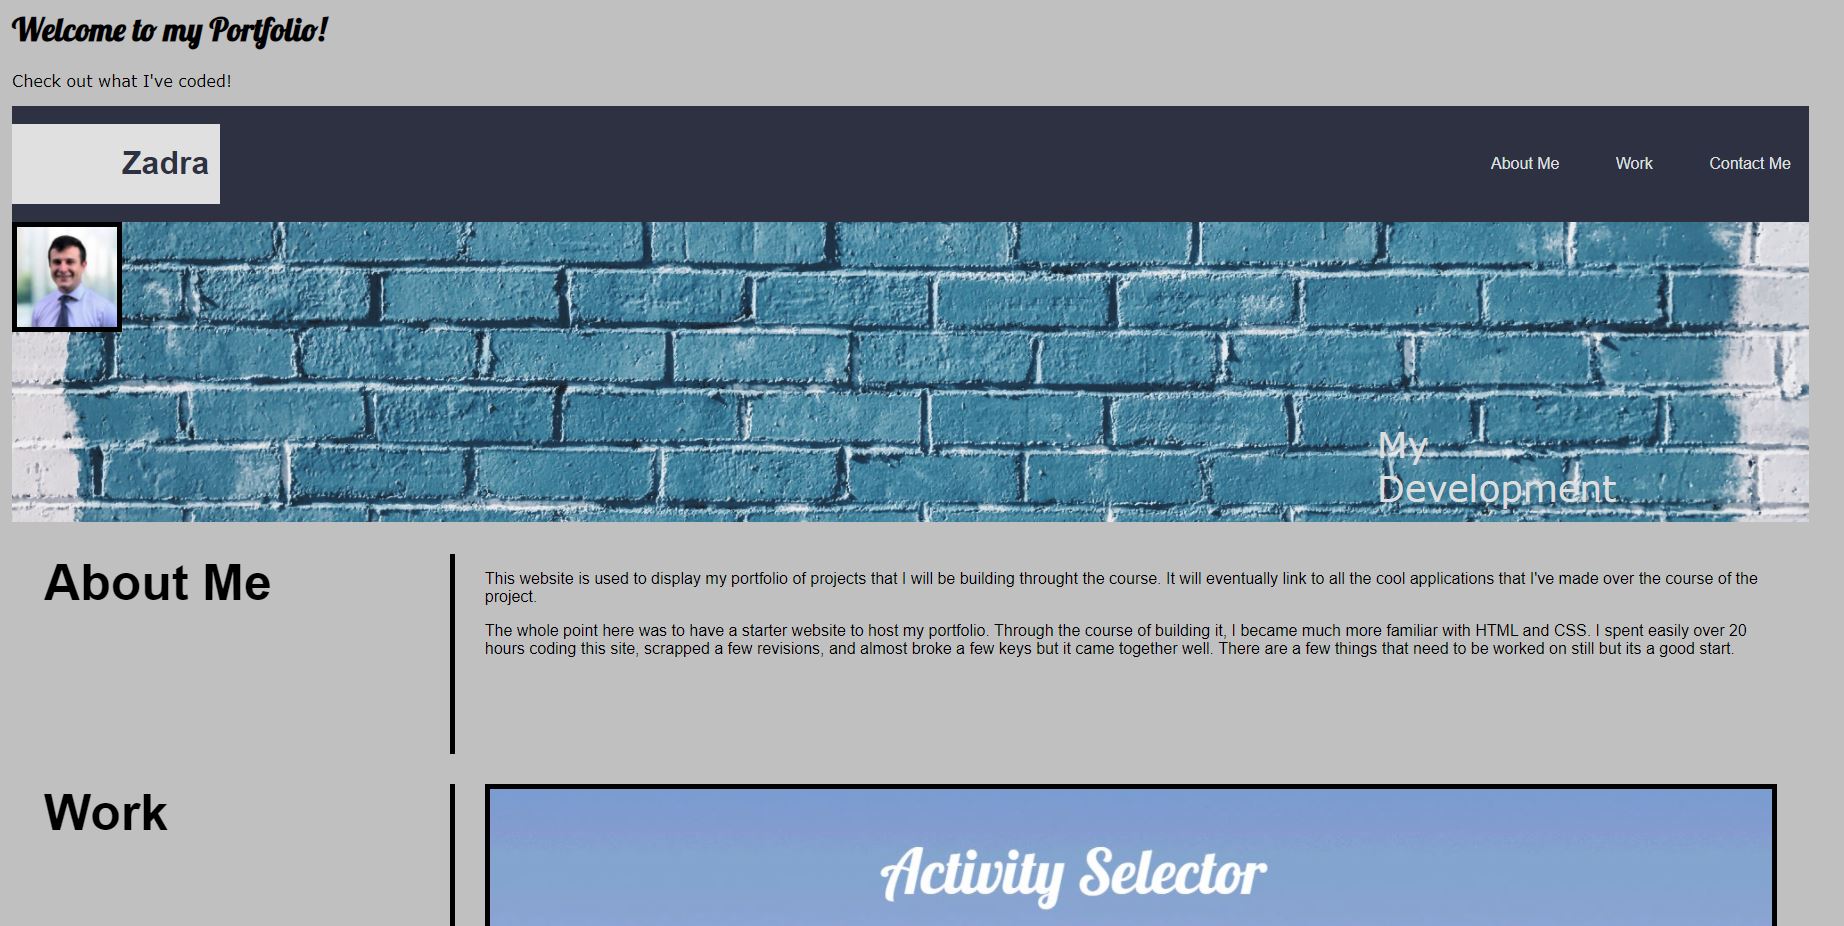 Welcome to my Portfolio!
Check out what I've coded!
Zadra
About Me
Work
Contact Me
My
Development
About Me
This website is used to display my portfolio of projects that I will be building throught the course. It will eventually link to all the cool applications that I've made over the course of the
project.
The whole point here was to have a starter website to host my portfolio. Through the course of building it, I became much more familiar with HTML and CSS. I spent easily over 20
hours coding this site, scrapped a few revisions, and almost broke a few keys but it came together well. There are a few things that need to be worked on still but its a good start.
Work
Activity Selector